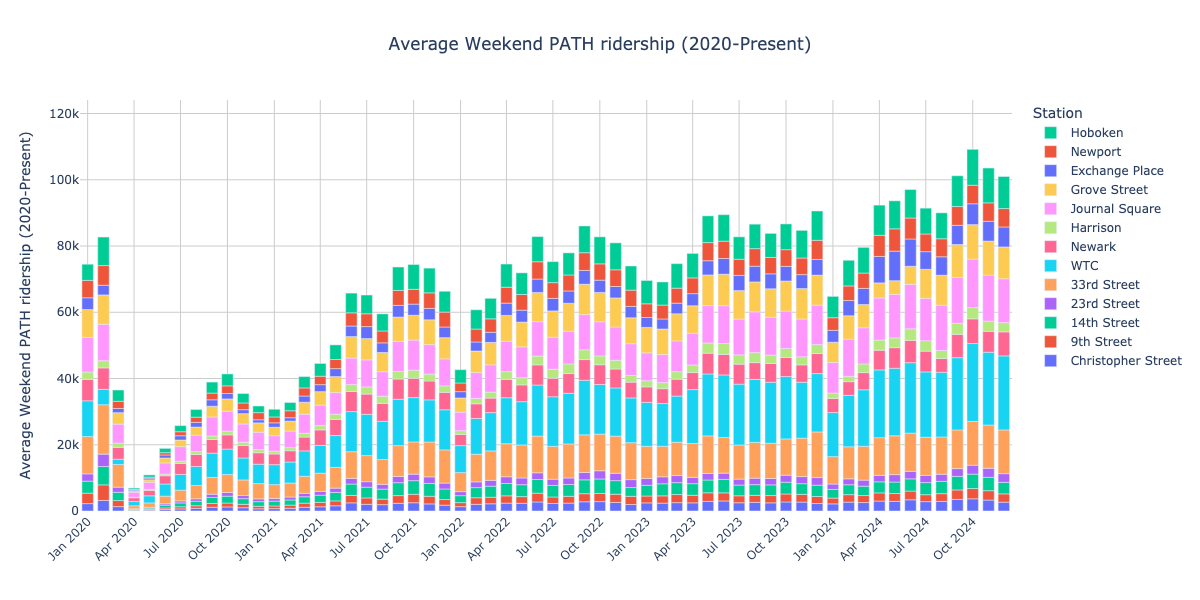 Average Weekend PATH ridership (2020-Present)
Average Weekend PATH ridership (2020-Present)
120k
100k
80k
60k
40k
20k
0
Jan 2020
Apr 2020
Jul 2020
Oct 2020
Jan 2021
Apr 2021
Jul 2021
Oct 2021
Jan 2022
Apr 2022
Jul 2022
Oct 2022
Jan 2023
Apr 2023
Jul 2023
Oct 2023
Jan 2024
Apr 2024
Jul 2024
Oct 2024
Station
Hoboken
Newport
Exchange Place
Grove Street
Journal Square
Harrison
Newark
WTC
33rd Street
23rd Street
14th Street
9th Street
Christopher Street